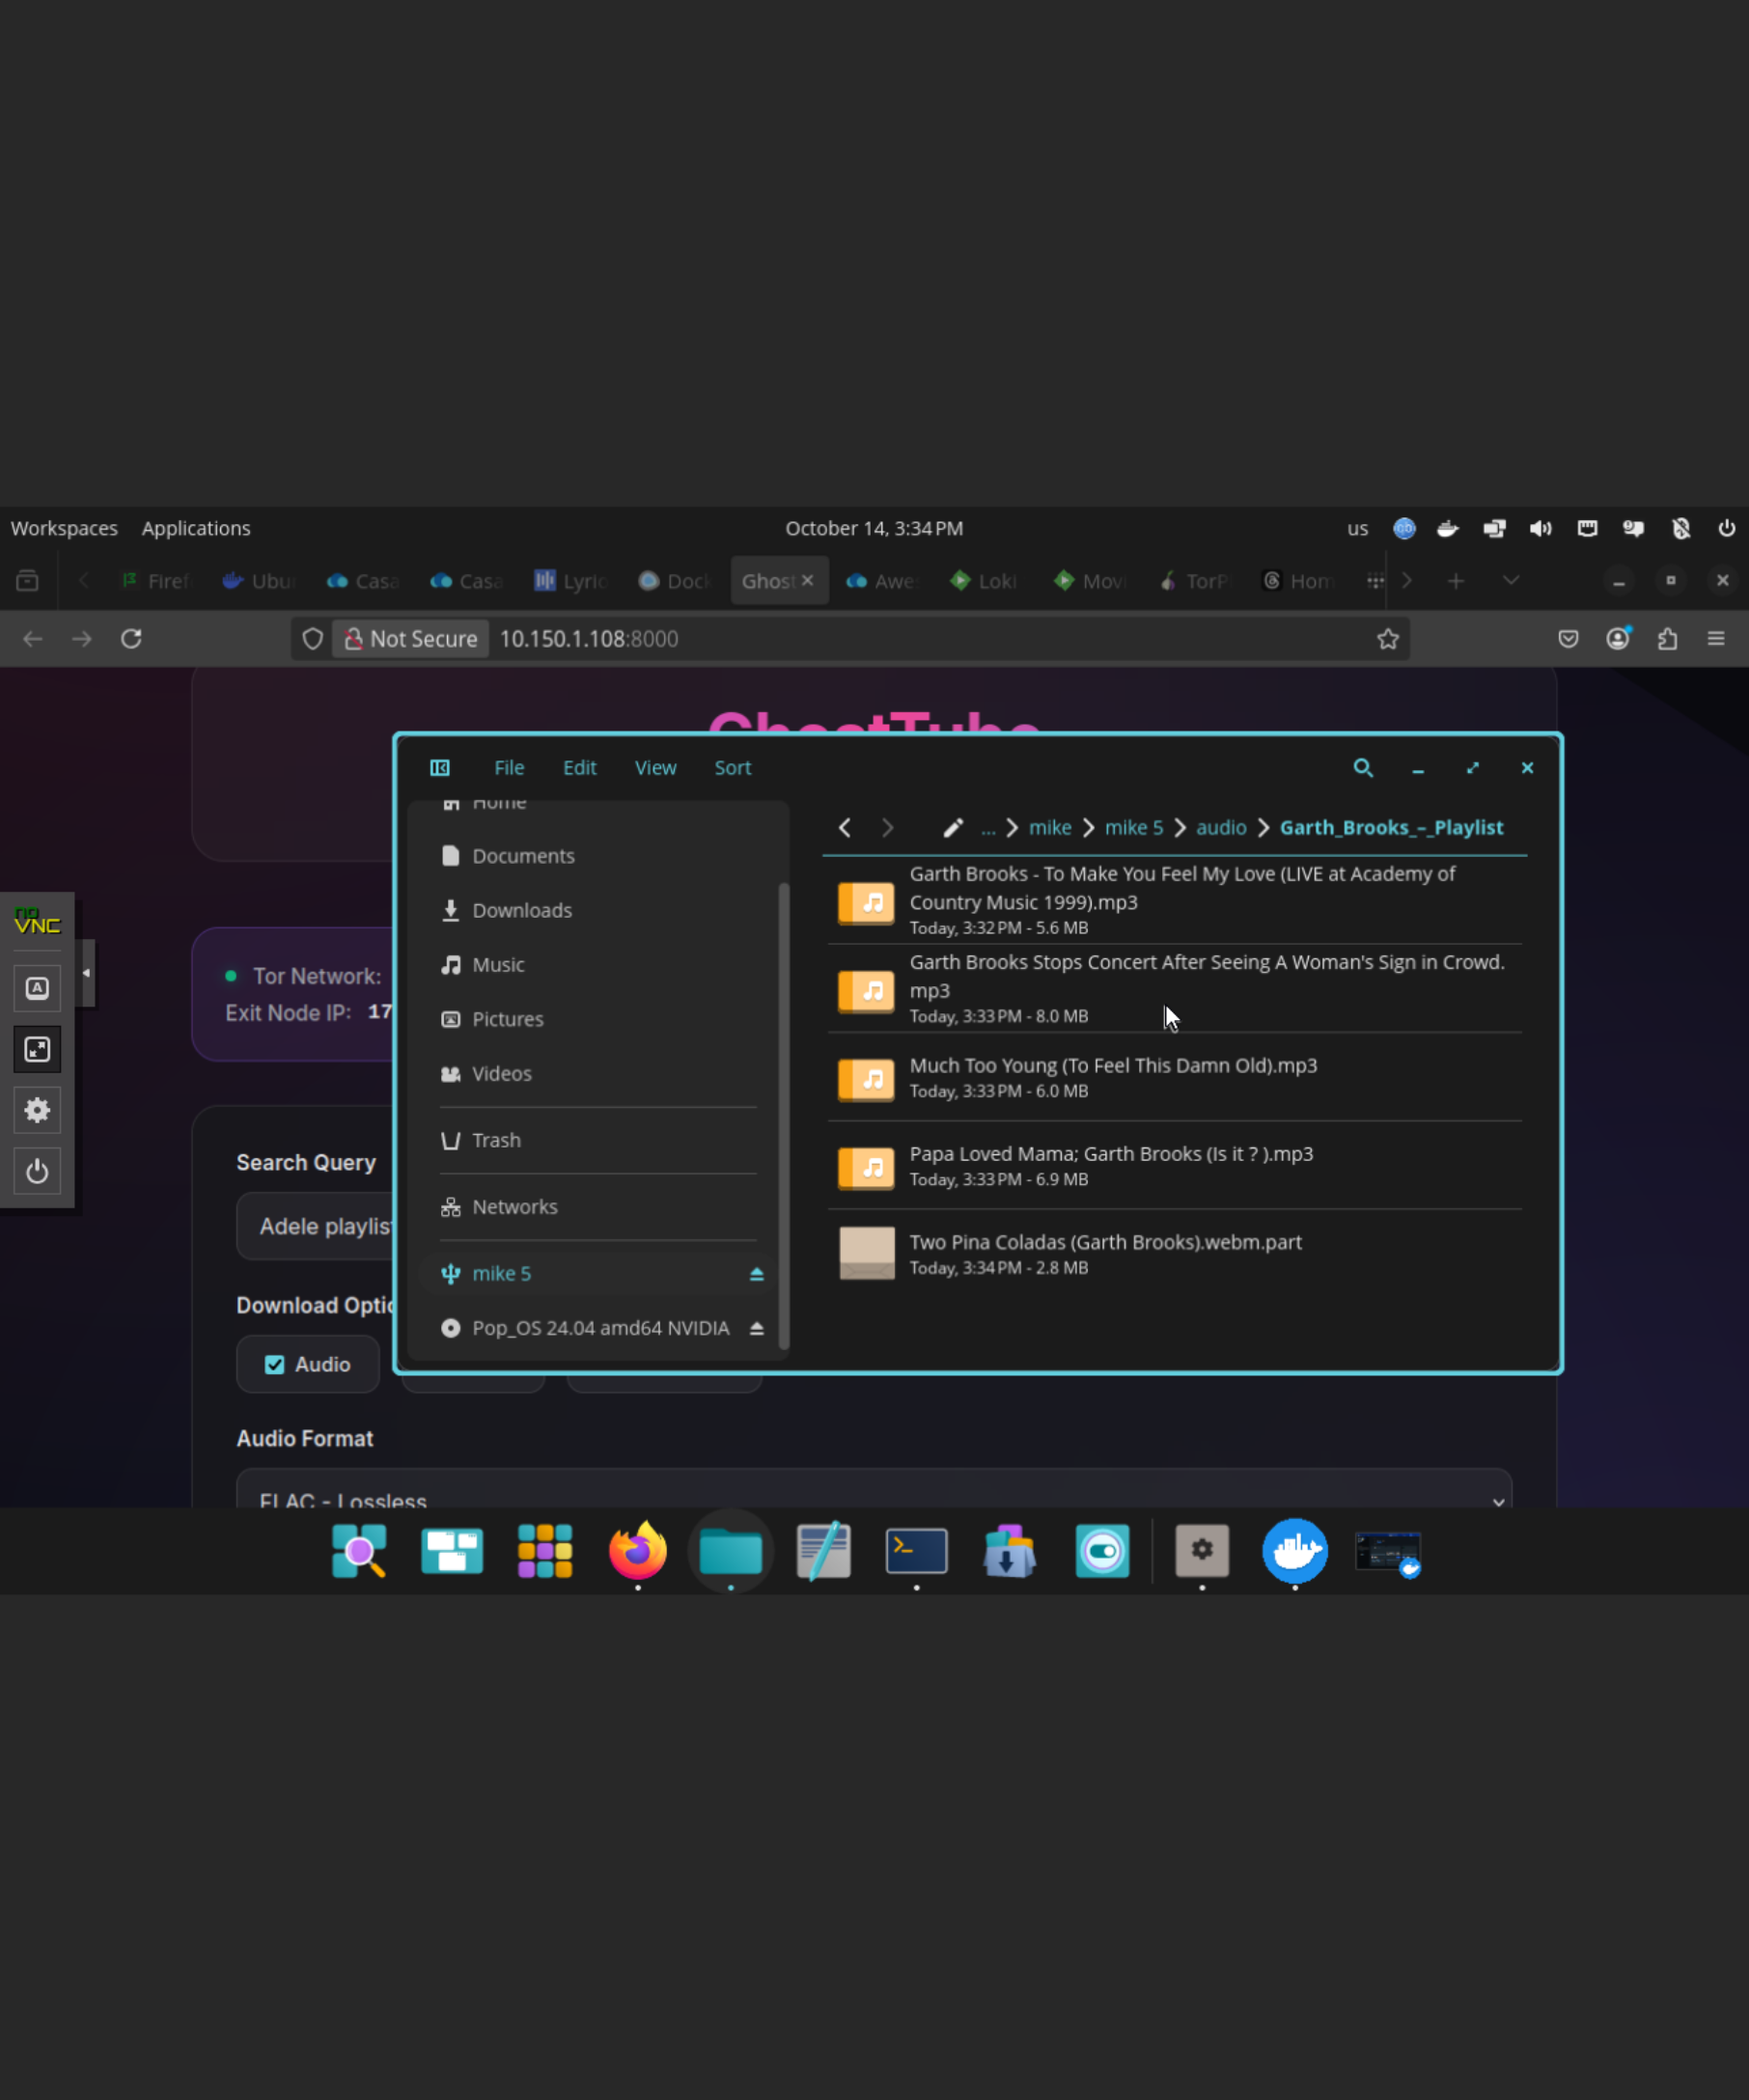 Workspaces Applications October 14, 3:34 PM us
Firef Ubu Casa Casa Lyric Dock Ghost Awe Loki Mov TorP Hom
Not Secure 10.150.1.108:8000
GhostTube
File Edit View Sort
Home
... mike mike 5 audio Garth_Brooks_-_Playlist
Documents
Downloads
Music
Pictures
Videos
Trash
Networks
mike 5
Pop_OS 24.04 amd64 NVIDIA
Garth Brooks - To Make You Feel My Love (LIVE at Academy of
Country Music 1999).mp3
Today, 3:32 PM - 5.6 MB
Garth Brooks Stops Concert After Seeing A Woman's Sign in Crowd.
mp3
Today, 3:33 PM - 8.0 MB
Much Too Young (To Feel This Damn Old).mp3
Today, 3:33 PM - 6.0 MB
Papa Loved Mama; Garth Brooks (Is it ? ).mp3
Today, 3:33 PM - 6.9 MB
Two Pina Coladas (Garth Brooks).webm.part
Today, 3:34 PM - 2.8 MB
no
VNC
A
Tor Network:
Exit Node IP: 17
Search Query
Adele playlis
Download Optio
Audio
Audio Format
FLAC - Lossless